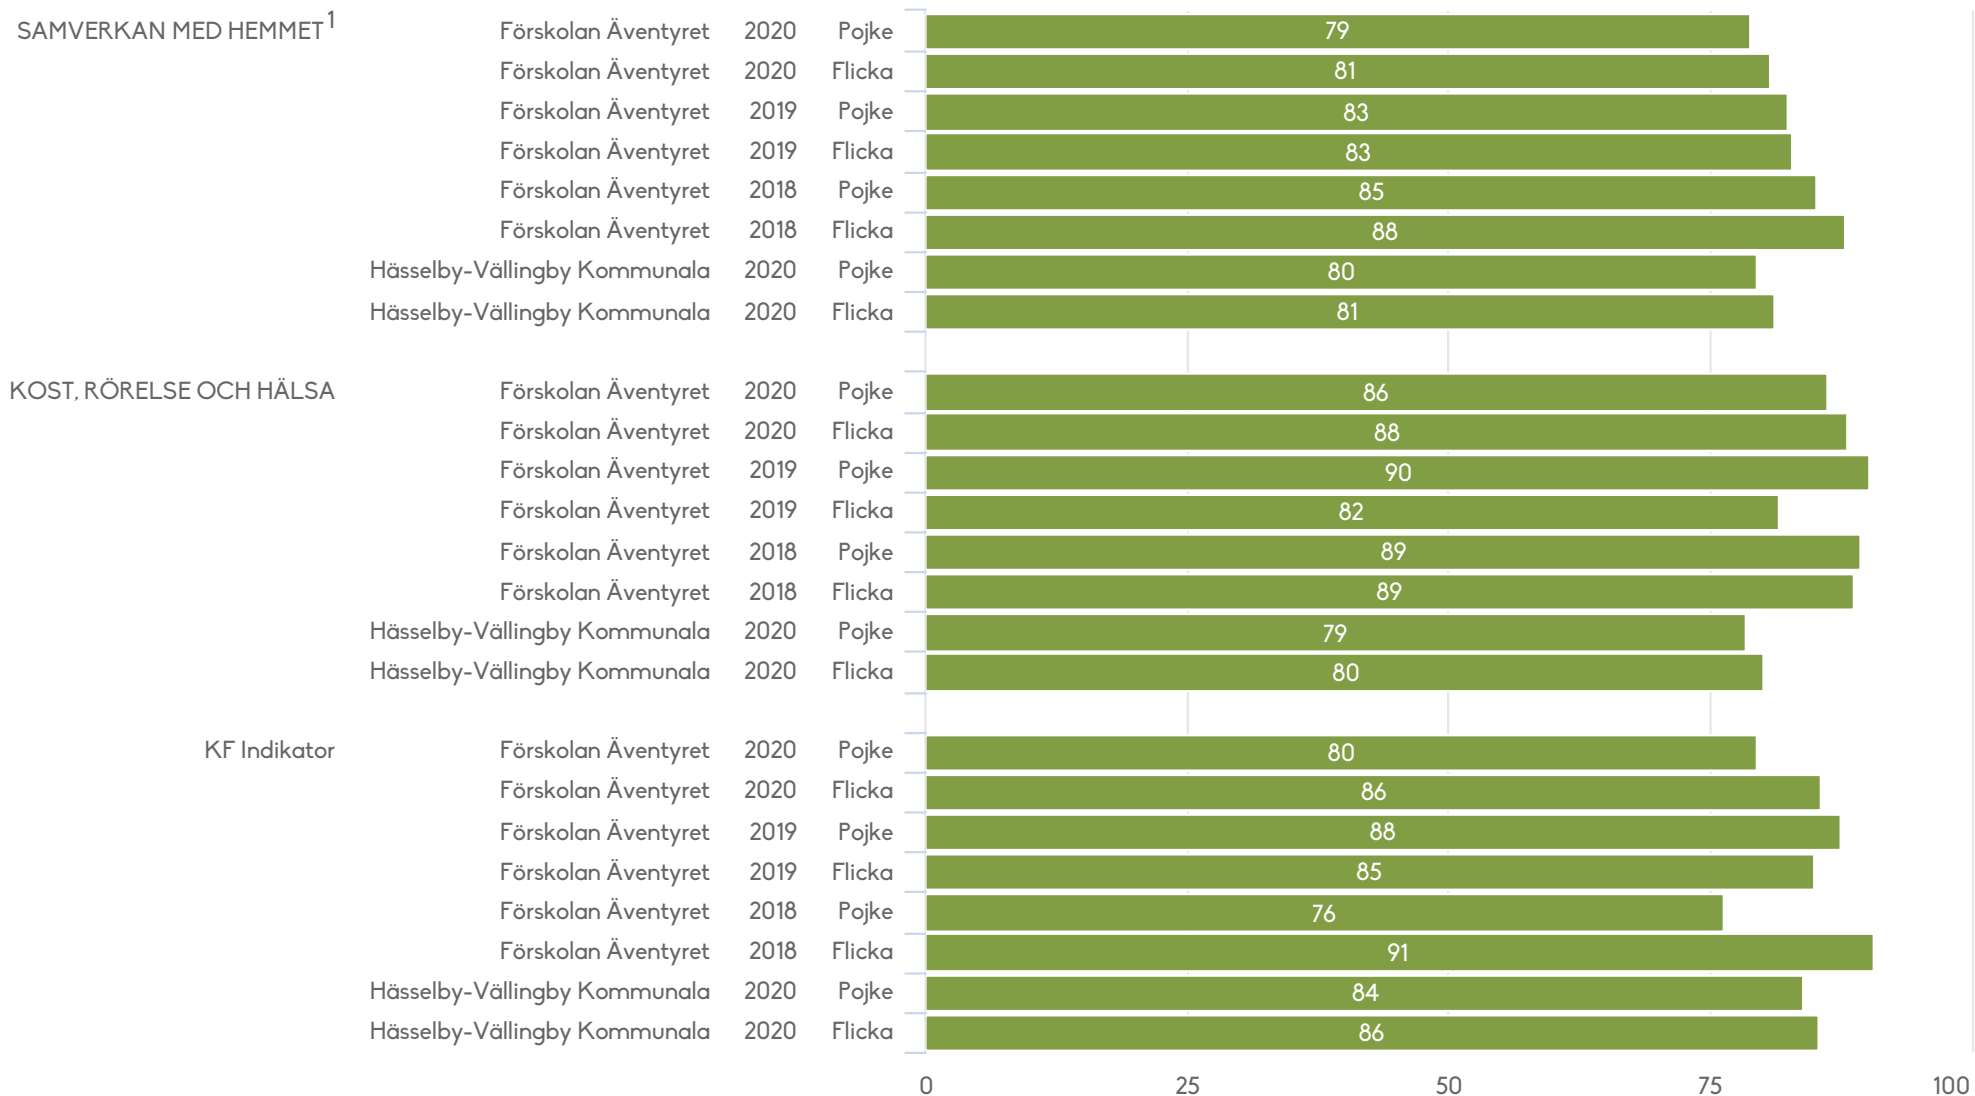 SAMVERKAN MED HEMMET1 Förskolan Äventyret 2020 Pojke 79
Förskolan Äventyret 2020 Flicka 81
Förskolan Äventyret 2019 Pojke 83
Förskolan Äventyret 2019 Flicka 83
Förskolan Äventyret 2018 Pojke 85
Förskolan Äventyret 2018 Flicka 88
Hässelby-Vällingby Kommunala 2020 Pojke 80
Hässelby-Vällingby Kommunala 2020 Flicka 81
KOST, RÖRELSE OCH HÄLSA Förskolan Äventyret 2020 Pojke 86
Förskolan Äventyret 2020 Flicka 88
Förskolan Äventyret 2019 Pojke 90
Förskolan Äventyret 2019 Flicka 82
Förskolan Äventyret 2018 Pojke 89
Förskolan Äventyret 2018 Flicka 89
Hässelby-Vällingby Kommunala 2020 Pojke 79
Hässelby-Vällingby Kommunala 2020 Flicka 80
KF Indikator Förskolan Äventyret 2020 Pojke 80
Förskolan Äventyret 2020 Flicka 86
Förskolan Äventyret 2019 Pojke 88
Förskolan Äventyret 2019 Flicka 85
Förskolan Äventyret 2018 Pojke 76
Förskolan Äventyret 2018 Flicka 91
Hässelby-Vällingby Kommunala 2020 Pojke 84
Hässelby-Vällingby Kommunala 2020 Flicka 86
0 25 50 75 100